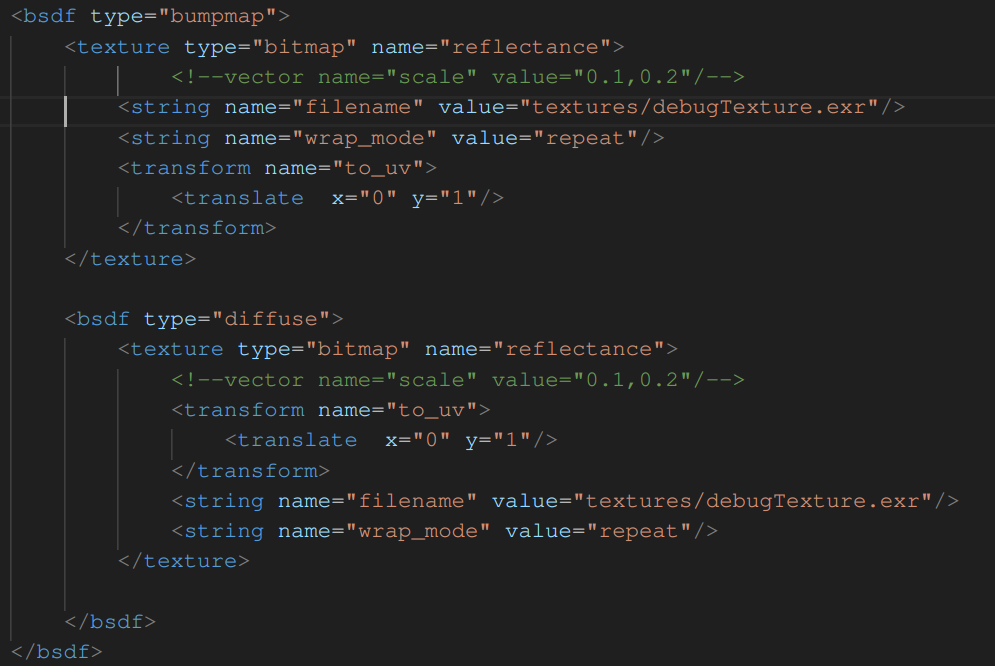 <bsdf type="bumpmap">
    <texture type="bitmap" name="reflectance">
            <!--vector name="scale" value="0.1,0.2"/-->
        <string name="filename" value="textures/debugTexture.exr"/>
        <string name="wrap_mode" value="repeat"/>
        <transform name="to_uv">
            <translate  x="0" y="1"/>
        </transform>
    </texture>

    <bsdf type="diffuse">
        <texture type="bitmap" name="reflectance">
            <!--vector name="scale" value="0.1,0.2"/-->
            <transform name="to_uv">
                <translate  x="0" y="1"/>
            </transform>
            <string name="filename" value="textures/debugTexture.exr"/>
            <string name="wrap_mode" value="repeat"/>
        </texture>

    </bsdf>
</bsdf>